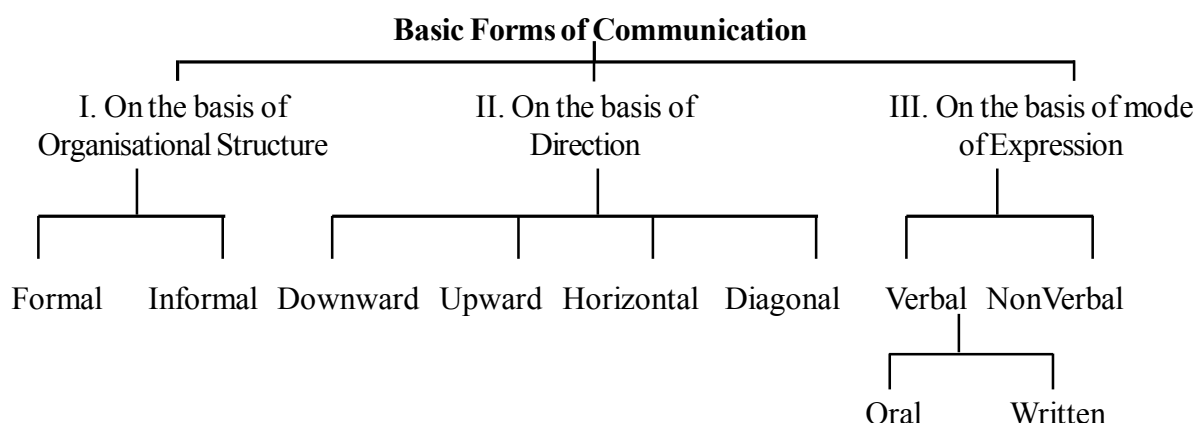 Basic Forms of Communication
I. On the basis of
Organisational Structure
II. On the basis of
Direction
III. On the basis of mode
of Expression
Formal
Informal
Downward
Upward
Horizontal
Diagonal
Verbal
NonVerbal
Oral
Written